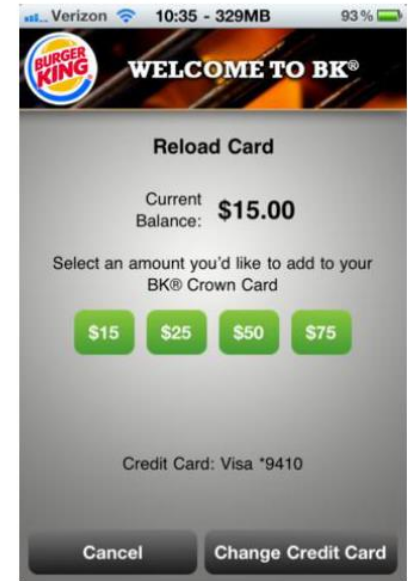 Verizon 10:35 - 329MB 93%
BURGER
KING
WELCOME TO BK®
Reload Card
Current
Balance: $15.00
Select an amount you'd like to add to your
BK® Crown Card
$15 $25 $50 $75
Credit Card: Visa *9410
Cancel Change Credit Card